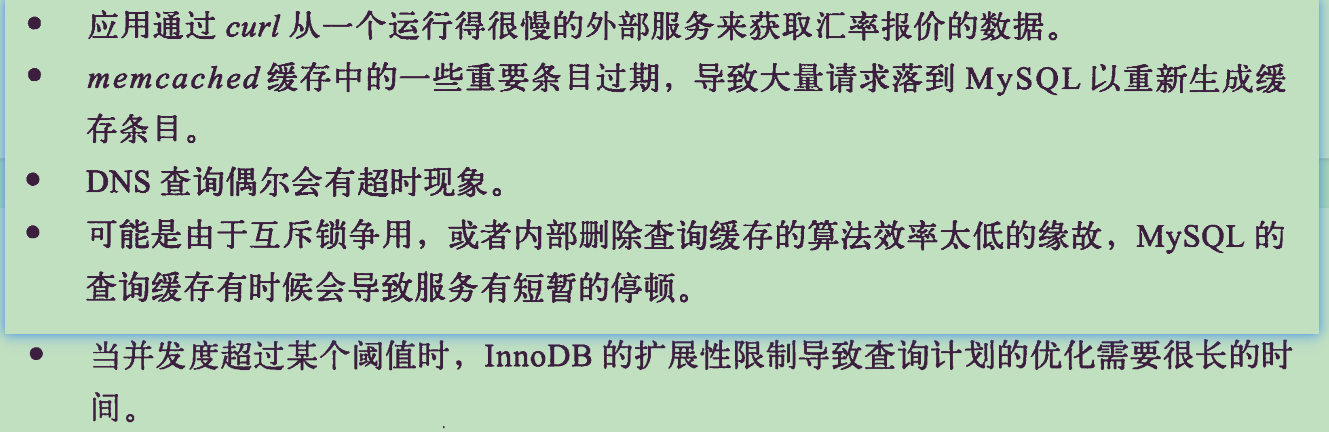 • 应用通过 curl 从一个运行得很慢的外部服务来获取汇率报价的数据。
• memcached 缓存中的一些重要条目过期，导致大量请求落到 MySQL 以重新生成缓
存条目。
• DNS 查询偶尔会有超时现象。
• 可能是由于互斥锁争用，或者内部删除查询缓存的算法效率太低的缘故，MySQL 的
查询缓存有时候会导致服务有短暂的停顿。
• 当并发度超过某个阈值时，InnoDB 的扩展性限制导致查询计划的优化需要很长的时
间。